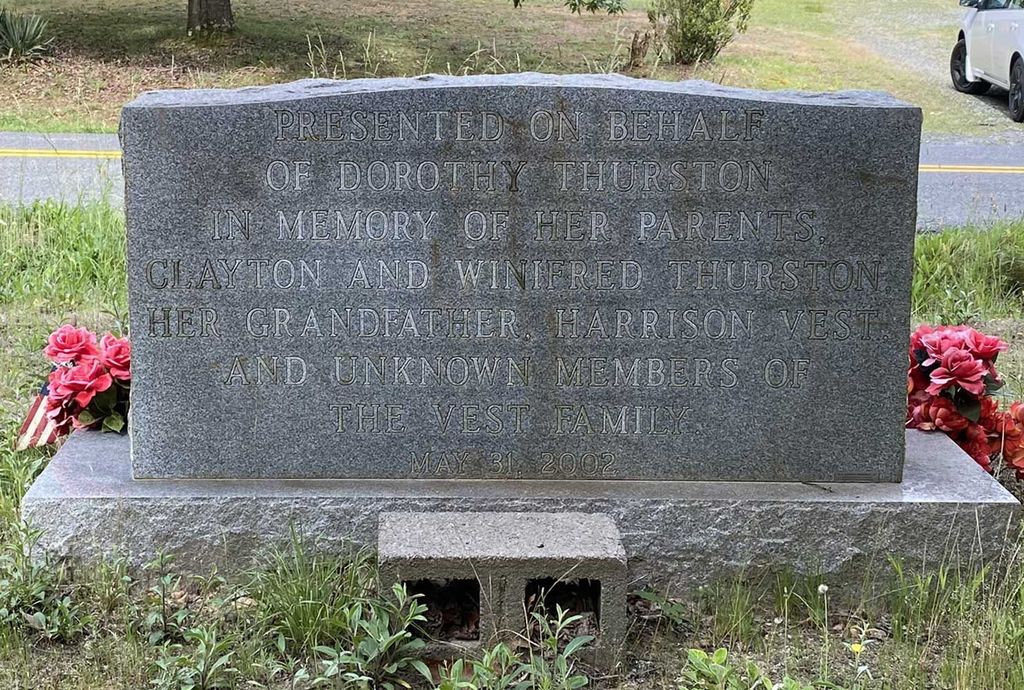 PRESENTED ON BEHALF
OF DOROTHY THURSTON
IN MEMORY OF HER PARENTS,
CLAYTON AND WINIFRED THURSTON,
HER GRANDFATHER, HARRISON VEST,
AND UNKNOWN MEMBERS OF
THE VEST FAMILY
MAY 31, 2002